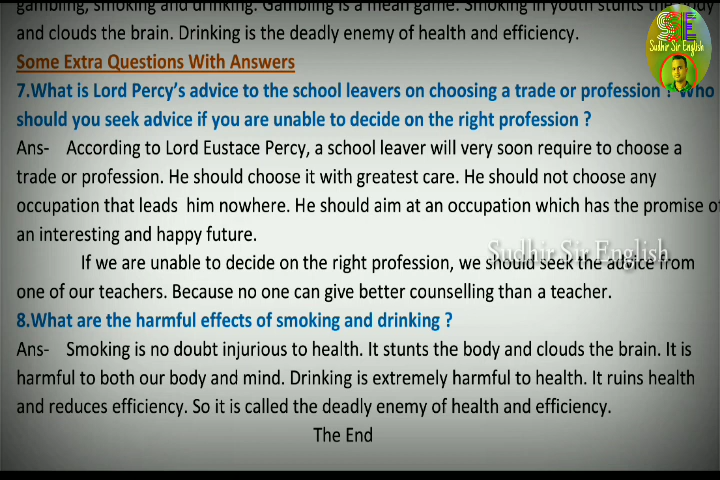 gambling, smoking and drinking. Gambling is a mean game. Smoking in youth stunts the body
and clouds the brain. Drinking is the deadly enemy of health and efficiency.
SE
Sudhir Sir English
Some Extra Questions With Answers
7.What is Lord Percy's advice to the school leavers on choosing a trade or profession ? Who
should you seek advice if you are unable to decide on the right profession ?
Ans- According to Lord Eustace Percy, a school leaver will very soon require to choose a
trade or profession. He should choose it with greatest care. He should not choose any
occupation that leads him nowhere. He should aim at an occupation which has the promise of
an interesting and happy future.
Sudhir Sir English
If we are unable to decide on the right profession, we should seek the advice from
one of our teachers. Because no one can give better counselling than a teacher.
8.What are the harmful effects of smoking and drinking ?
Ans- Smoking is no doubt injurious to health. It stunts the body and clouds the brain. It is
harmful to both our body and mind. Drinking is extremely harmful to health. It ruins health
and reduces efficiency. So it is called the deadly enemy of health and efficiency.
The End